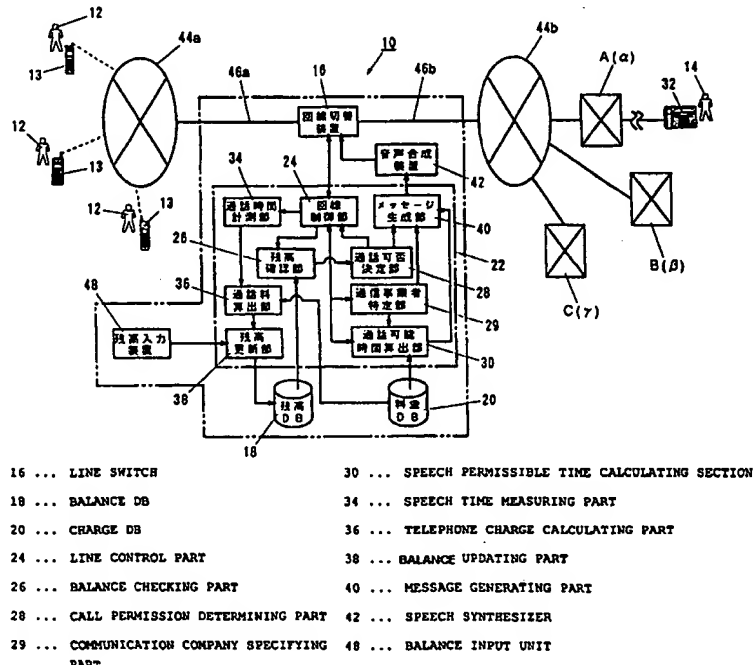 12
44a
10
44b
A(α)
14
13
46a
16
46b
32
回線切替
装置
12
34
24
音声合成
装置
42
13
12
通話時間
計測部
回線
制御部
メッセージ
生成部
40
26
残高
確認部
通話可否
決定部
22
B(β)
13
28
48
36
通話料
算出部
通信事業者
特定部
29
C(γ)
残高入力
装置
残高
更新部
通話可能
時間算出部
30
38
残高
DB
料金
DB
20
18
16 ... LINE SWITCH
18 ... BALANCE DB
20 ... CHARGE DB
24 ... LINE CONTROL PART
26 ... BALANCE CHECKING PART
28 ... CALL PERMISSION DETERMINING PART
29 ... COMMUNICATION COMPANY SPECIFYING
PART
30 ... SPEECH PERMISSIBLE TIME CALCULATING SECTION
34 ... SPEECH TIME MEASURING PART
36 ... TELEPHONE CHARGE CALCULATING PART
38 ... BALANCE UPDATING PART
40 ... MESSAGE GENERATING PART
42 ... SPEECH SYNTHESIZER
48 ... BALANCE INPUT UNIT